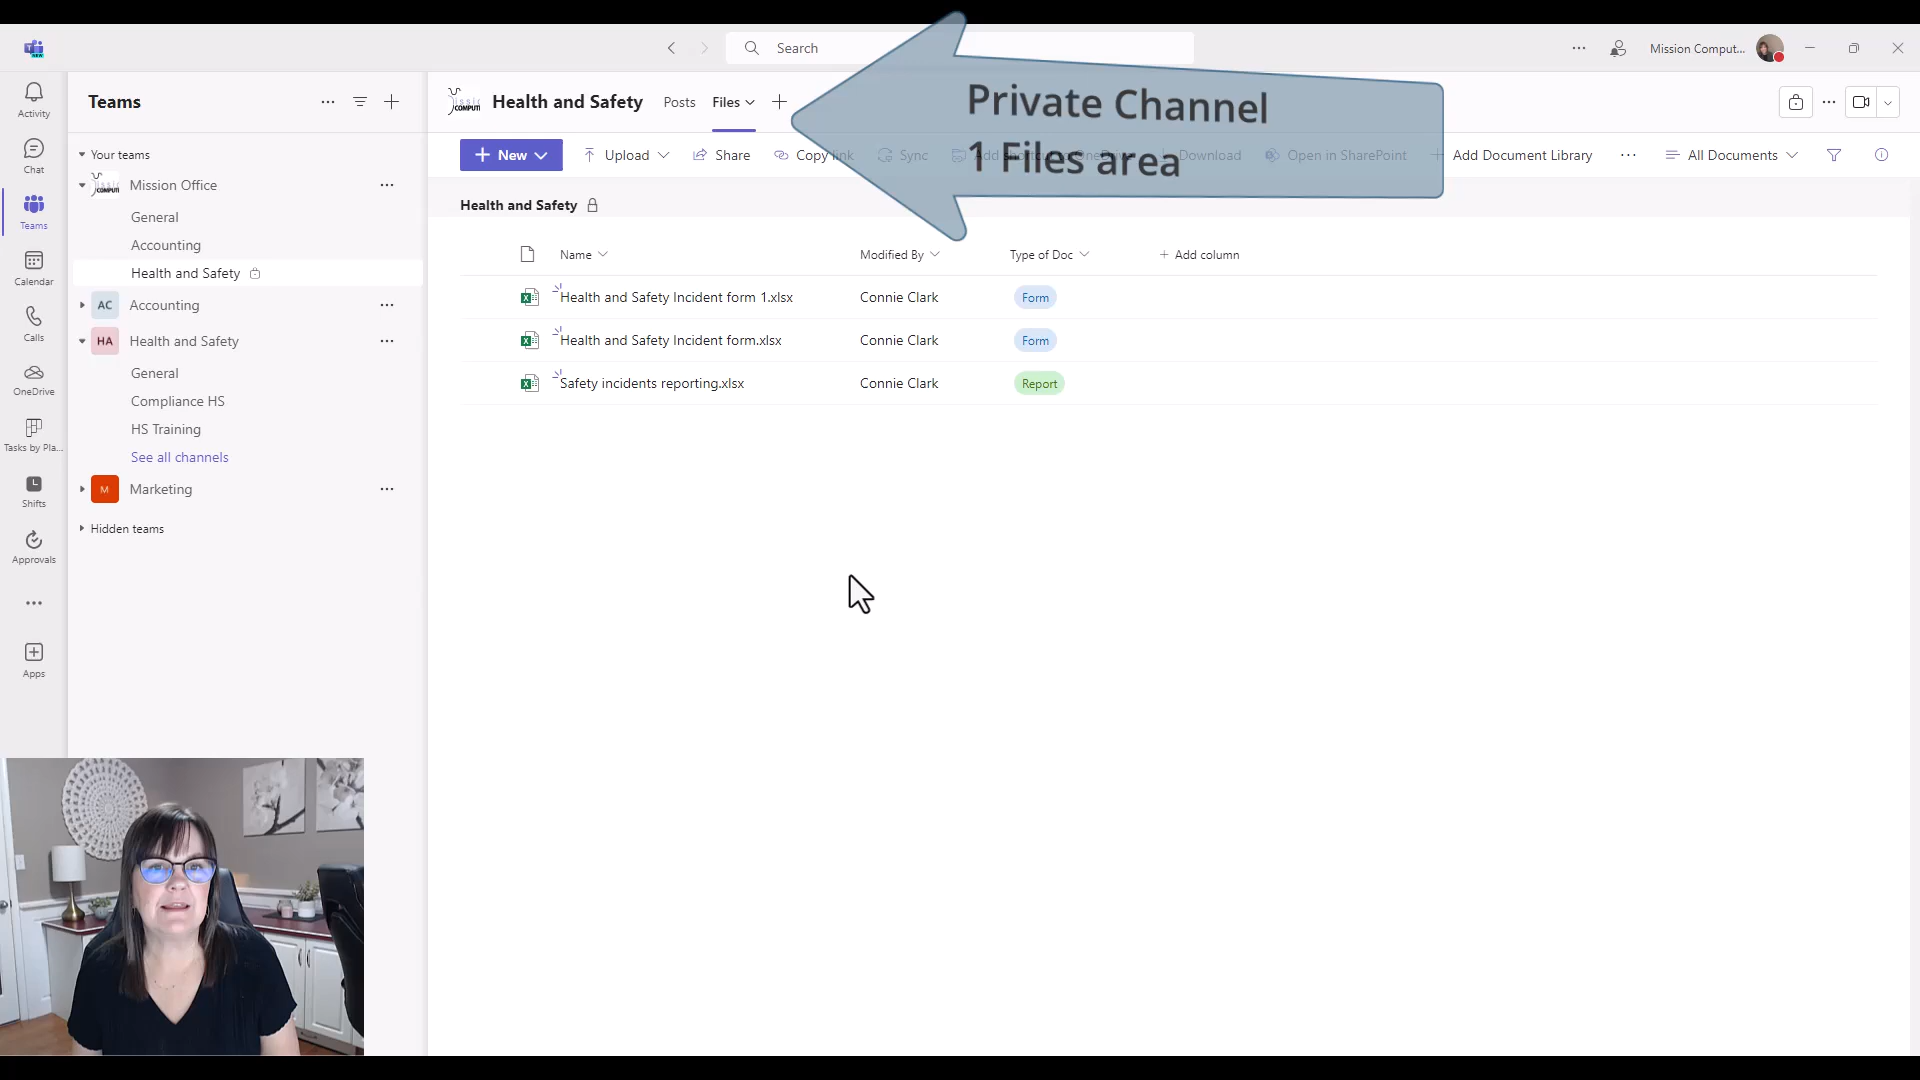 Search
Mission Comput...
Activity
Chat
Teams
Calendar
Calls
OneDrive
Tasks by Pla...
Shifts
Approvals
Apps
Teams
Your teams
Mission Office
General
Accounting
Health and Safety
AC Accounting
HA Health and Safety
General
Compliance HS
HS Training
See all channels
M Marketing
Hidden teams
Health and Safety Posts Files
Private Channel
1 Files area
New Upload Share Copy link Sync Add shortcut to OneDrive Download Open in SharePoint Add Document Library All Documents
Health and Safety
Name Modified By Type of Doc Add column
Health and Safety Incident form 1.xlsx Connie Clark Form
Health and Safety Incident form.xlsx Connie Clark Form
Safety incidents reporting.xlsx Connie Clark Report